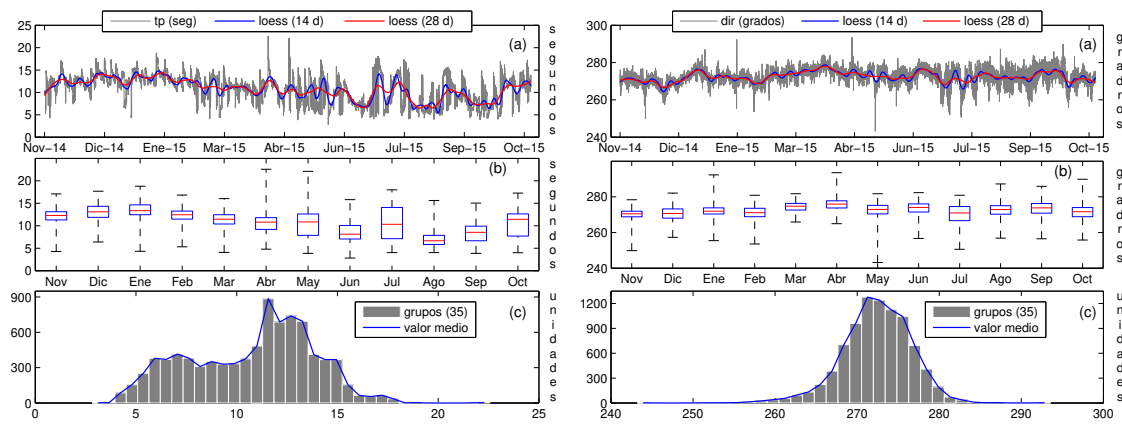 tp (seg) loess (14 d) loess (28 d)
25
20
15
10
5
0
(a)
segundos
Nov−14 Dic−14 Ene−15 Mar−15 Abr−15 Jun−15 Jul−15 Ago−15 Sep−15 Oct−15
20
15
10
5
0
(b)
segundos
Nov Dic Ene Feb Mar Abr May Jun Jul Ago Sep Oct
900
600
300
0
grupos (35)
valor medio
(c)
unidades
0 5 10 15 20 25
dir (grados) loess (14 d) loess (28 d)
300
280
260
240
(a)
grados
Nov−14 Dic−14 Ene−15 Mar−15 Abr−15 Jun−15 Jul−15 Sep−15 Oct−15
280
260
240
(b)
grados
Nov Dic Ene Feb Mar Abr May Jun Jul Ago Sep Oct
1200
900
600
300
0
grupos (35)
valor medio
(c)
unidades
240 250 260 270 280 290 300